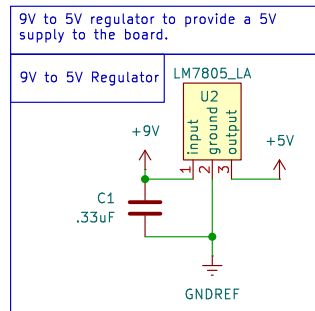 9V to 5V regulator to provide a 5V
supply to the board.
9V to 5V Regulator
LM7805_LA
U2
+9V
input
ground
output
+5V
1
2
3
C1
.33uF
GNDREF